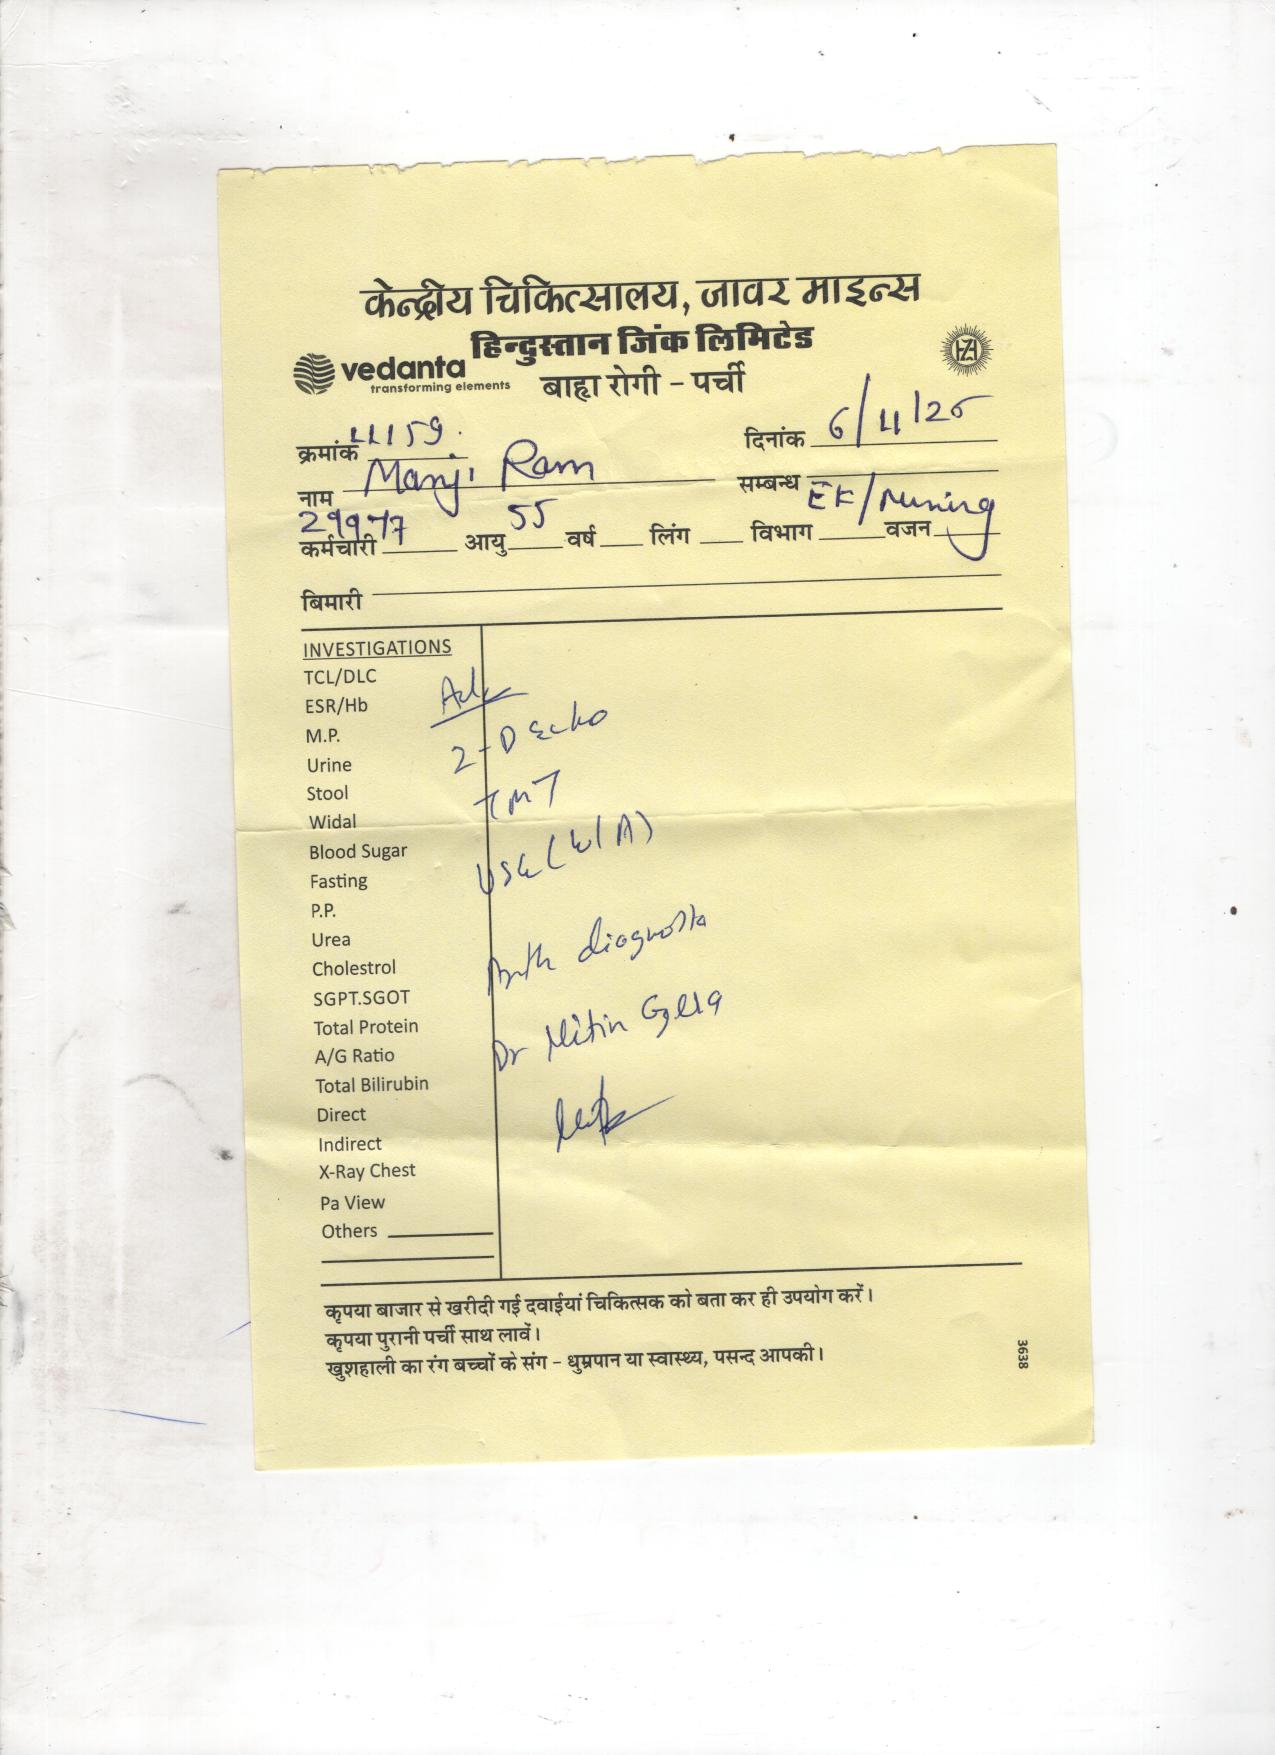 केन्द्रीय चिकित्सालय, जावर माइन्स
हिन्दुस्तान जिंक लिमिटेड
vedanta
transforming elements
HZL
बाह्य रोगी - पर्ची
क्रमांक 11159. दिनांक 6/11/25
नाम Manji Ram सम्बन्ध EK/Mining
कर्मचारी 29977 आयु 55 वर्ष लिंग विभाग वजन
बिमारी
INVESTIGATIONS
TCL/DLC
ESR/Hb
M.P.
Urine
Stool
Widal
Blood Sugar
Fasting
P.P.
Urea
Cholestrol
SGPT.SGOT
Total Protein
A/G Ratio
Total Bilirubin
Direct
Indirect
X-Ray Chest
Pa View
Others
Adv
2-D Echo
TMT
USG (W/A)
diagnosta
Dr Nitin
कृपया बाजार से खरीदी गई दवाईयां चिकित्सक को बता कर ही उपयोग करें।
कृपया पुरानी पर्ची साथ लावें।
खुशहाली का रंग बच्चों के संग - धुम्रपान या स्वास्थ्य, पसन्द आपकी।
3638